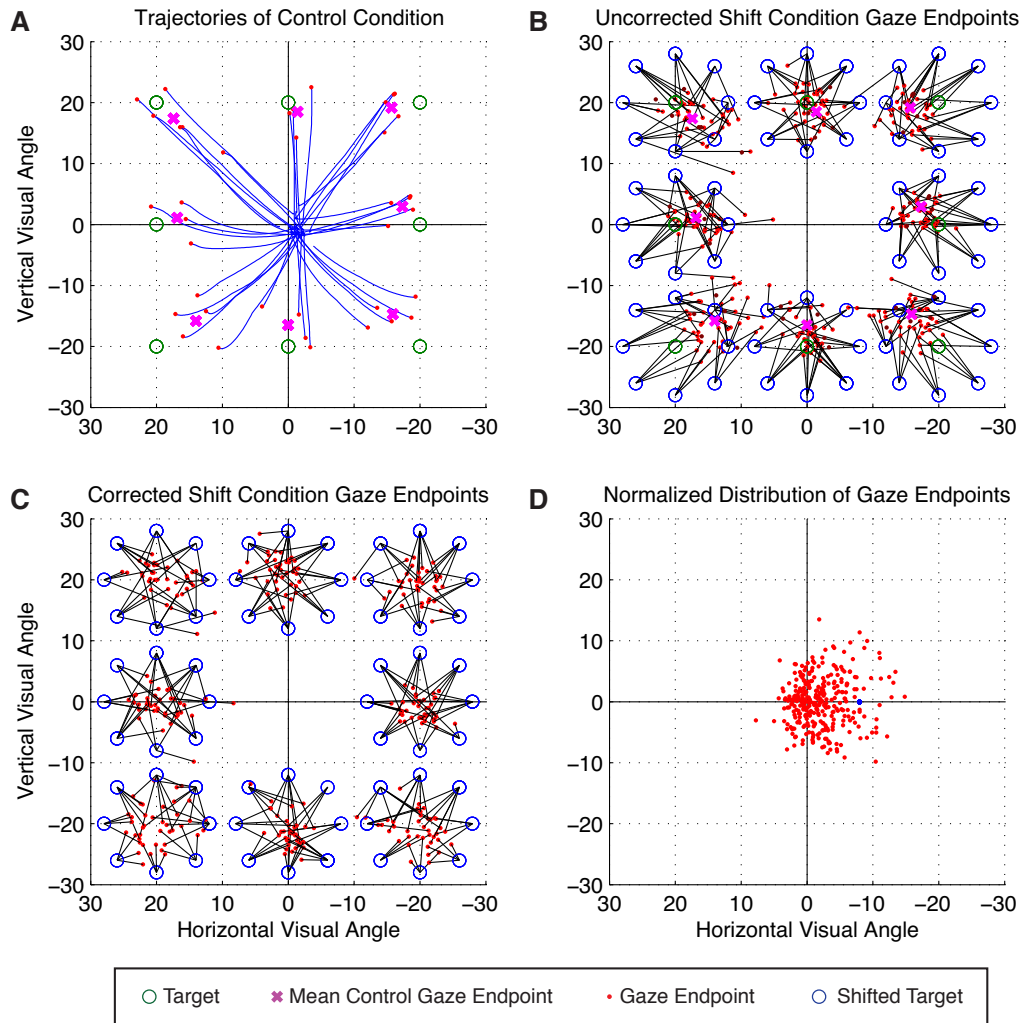 A Trajectories of Control Condition
30
20
10
0
−10
−20
−30
Vertical Visual Angle
30 20 10 0 −10 −20 −30
B Uncorrected Shift Condition Gaze Endpoints
30
20
10
0
−10
−20
−30
30 20 10 0 −10 −20 −30
C Corrected Shift Condition Gaze Endpoints
30
20
10
0
−10
−20
−30
Vertical Visual Angle
30 20 10 0 −10 −20 −30
Horizontal Visual Angle
D Normalized Distribution of Gaze Endpoints
30
20
10
0
−10
−20
−30
30 20 10 0 −10 −20 −30
Horizontal Visual Angle
Target Mean Control Gaze Endpoint Gaze Endpoint Shifted Target